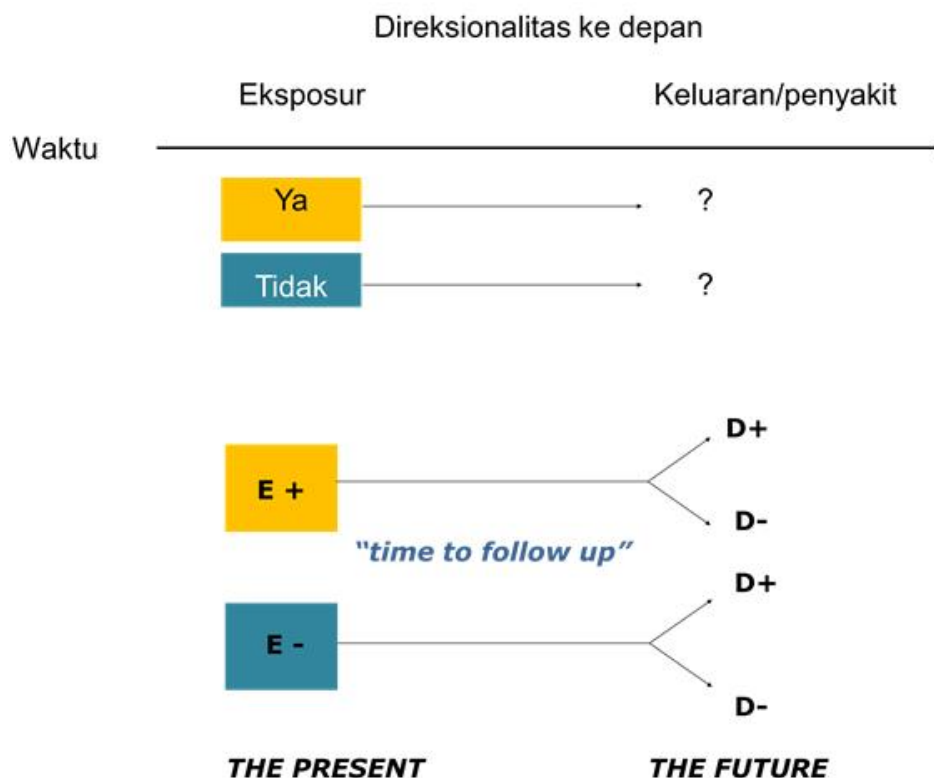 Direksionalitas ke depan
Eksposur Keluaran/penyakit
Waktu
Ya ?
Tidak ?
D+
E +
D-
“time to follow up”
D+
E -
D-
THE PRESENT THE FUTURE